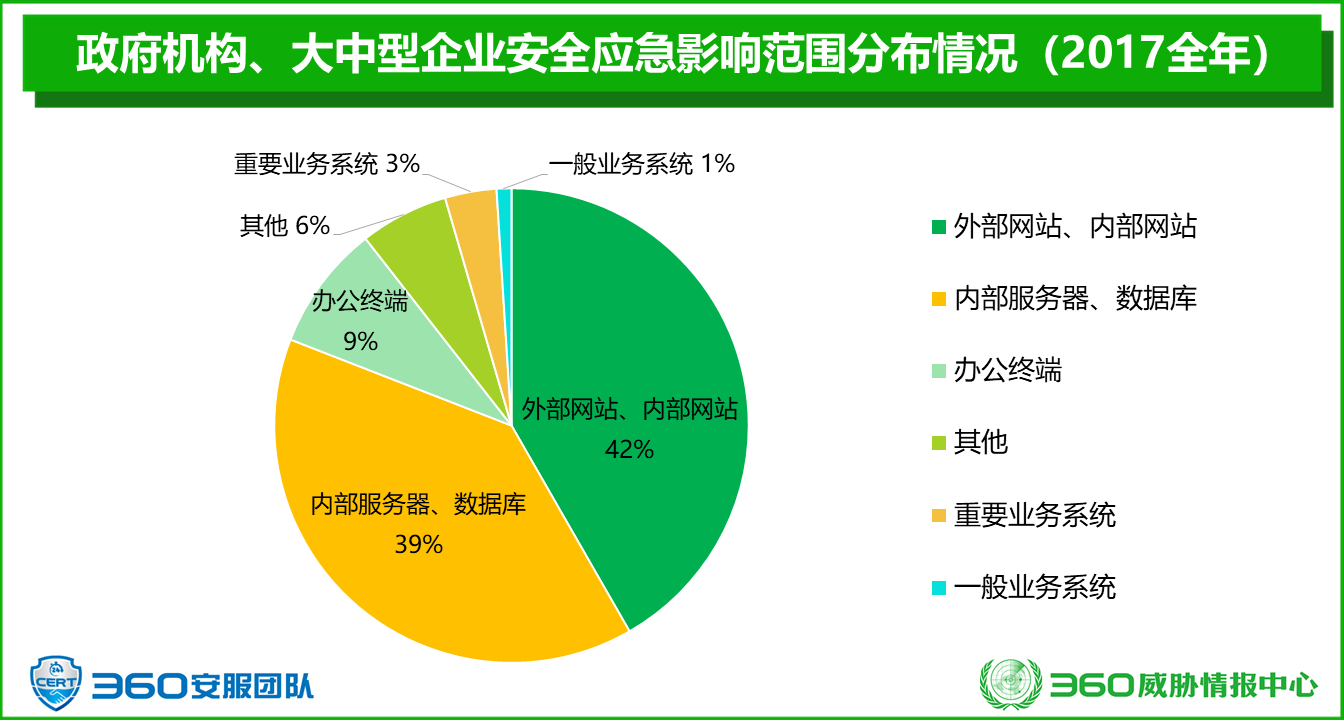 政府机构、大中型企业安全应急影响范围分布情况（2017全年）
重要业务系统 3%
一般业务系统 1%
其他 6%
办公终端
9%
外部网站、内部网站
42%
内部服务器、数据库
39%
外部网站、内部网站
内部服务器、数据库
办公终端
其他
重要业务系统
一般业务系统
24
CERT
360安服团队
360威胁情报中心